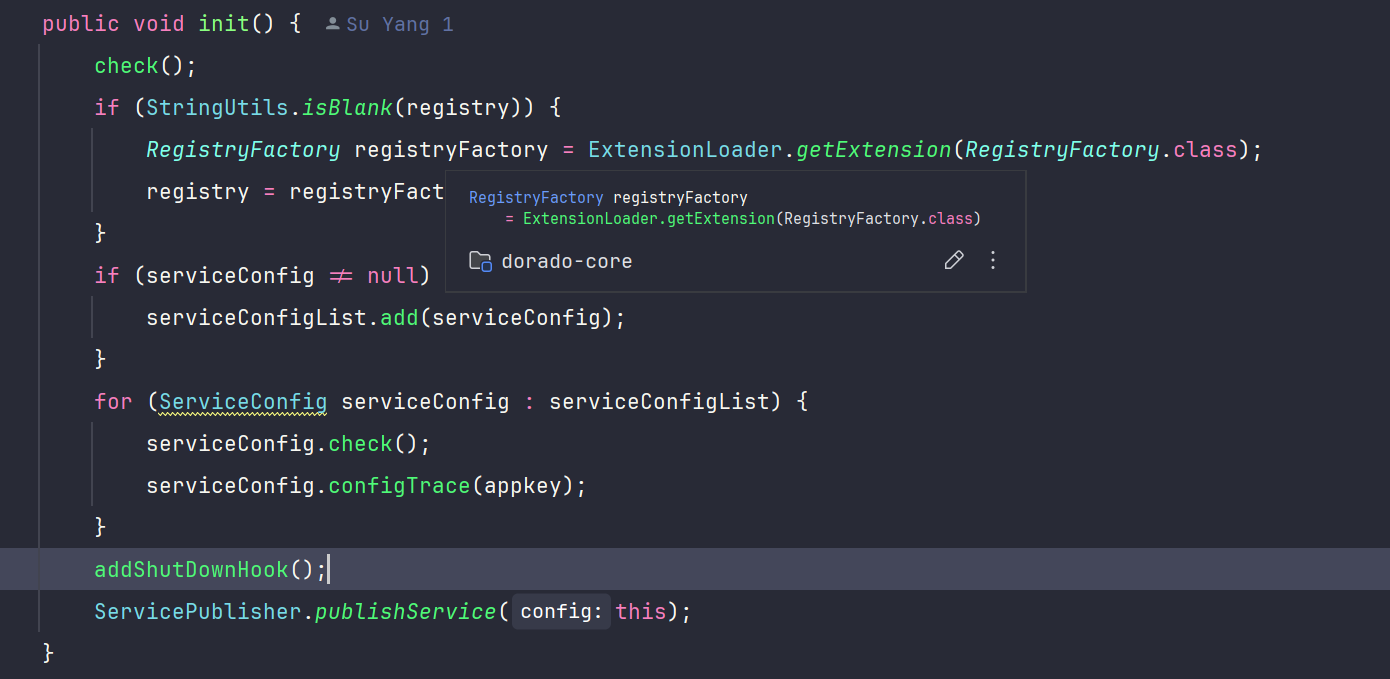 public void init() { Su Yang 1
check();
if (StringUtils.isBlank(registry)) {
RegistryFactory registryFactory = ExtensionLoader.getExtension(RegistryFactory.class);
registry = registryFact
RegistryFactory registryFactory
= ExtensionLoader.getExtension(RegistryFactory.class)
dorado-core
}
if (serviceConfig ≠ null)
serviceConfigList.add(serviceConfig);
}
for (ServiceConfig serviceConfig : serviceConfigList) {
serviceConfig.check();
serviceConfig.configTrace(appkey);
}
addShutDownHook();
ServicePublisher.publishService( config: this);
}